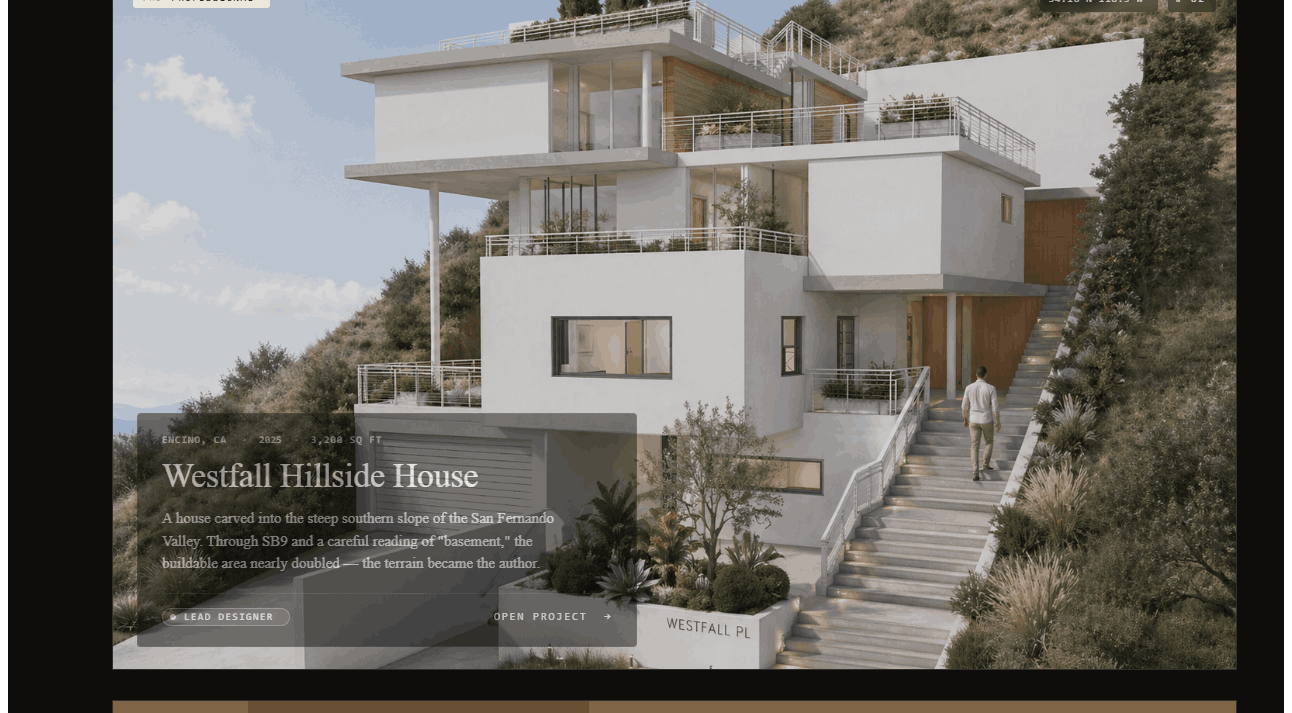 ENCINO, CA · 2025 · 3,200 SQ FT
Westfall Hillside House
A house carved into the steep southern slope of the San Fernando
Valley. Through SB9 and a careful reading of "basement," the
buildable area nearly doubled — the terrain became the author.
LEAD DESIGNER
OPEN PROJECT →
WESTFALL PL